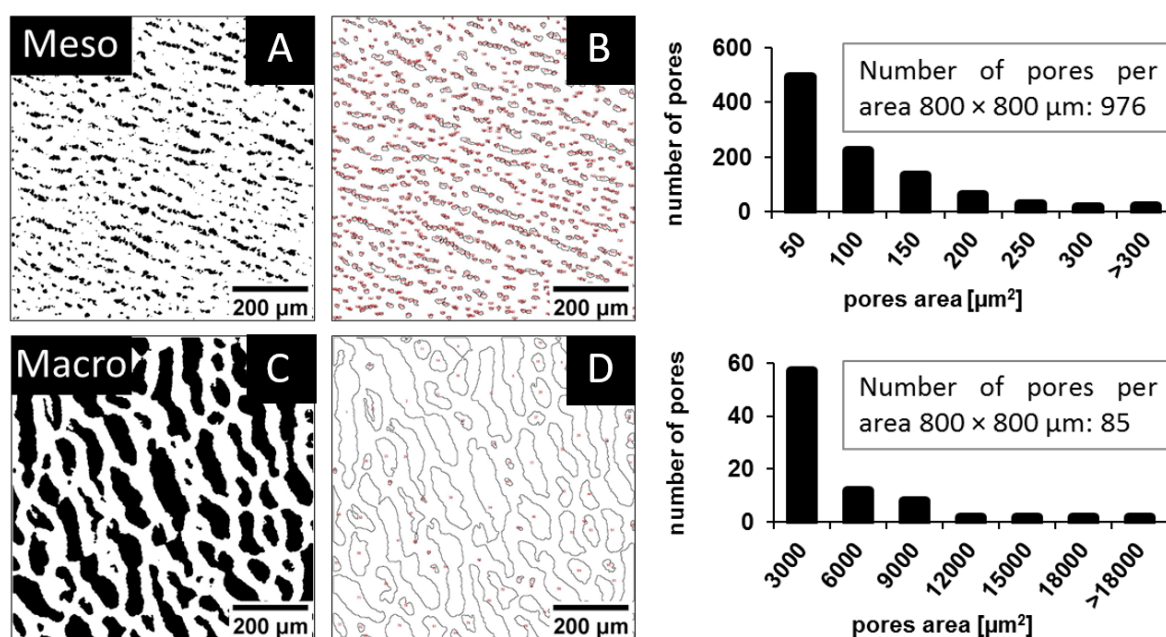 Meso
A
200 µm
B
200 µm
number of pores
600
400
200
0
Number of pores per
area 800 × 800 µm: 976
50
100
150
200
250
300
>300
pores area [µm²]
Macro
C
200 µm
D
200 µm
number of pores
60
40
20
0
Number of pores per
area 800 × 800 µm: 85
3000
6000
9000
12000
15000
18000
>18000
pores area [µm²]